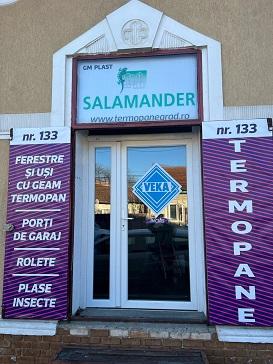 GM PLAST
SALAMANDER
www.termopanegrad.ro
nr. 133
FERESTRE
ȘI UȘI
CU GEAM
TERMOPAN
PORȚI
DE GARAJ
ROLETE
PLASE
INSECTE
VEKA
nr. 133
TERMOPANE